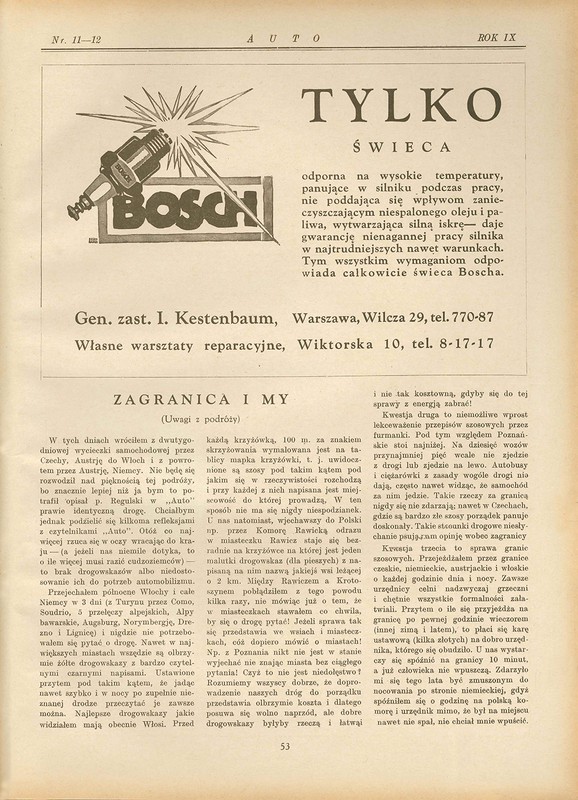 Nr. 11—12
AUTO
ROK IX
BOSCH
BOSCH
TYLKO
ŚWIECA
odporna na wysokie temperatury,
panujące w silniku podczas pracy,
nie poddająca się wpływom zanie-
czyszczającym niespalonego oleju i pa-
liwa, wytwarzająca silną iskrę— daje
gwarancję nienagannej pracy silnika
w najtrudniejszych nawet warunkach.
Tym wszystkim wymaganiom odpo-
wiada całkowicie świeca Boscha.
Gen. zast. I. Kestenbaum, Warszawa, Wilcza 29, tel. 770-87
Własne warsztaty reparacyjne, Wiktorska 10, tel. 8-17-17
ZAGRANICA I MY
(Uwagi z podróży)
W tych dniach wróciłem z dwutygo-
dniowej wycieczki samochodowej przez
Czechy, Austrję do Włoch i z powro-
tem przez Austrję, Niemcy. Nie będę się
rozwodził nad pięknością tej podróży,
bo znacznie lepiej niż ja bym to po-
trafił opisał p. Regulski w „Auto”
prawie identyczną drogę. Chciałbym
jednak podzielić się kilkoma refleksjami
z czytelnikami „Auto”. Otóż co naj-
więcej rzuca się w oczy wracając do kra-
ju — (a jeżeli nas niemile dotyka, to
o ile więcej musi razić cudzoziemców) —
to brak drogowskazów albo niedosto-
sowanie ich do potrzeb automobilizmu.
Przejechałem północne Włochy i całe
Niemcy w 3 dni (z Turynu przez Como,
Soudrio, 5 przełęczy alpejskich, Alpy
bawarskie, Augsburg, Norymbergję, Dre-
zno i Lignicę) i nigdzie nie potrzebo-
wałem się pytać o drogę. Nawet w naj-
większych miastach wszędzie są olbrzy-
mie żółte drogowskazy z bardzo czytel-
nymi czarnymi napisami. Ustawione
przytem pod takim kątem, że jadąc
nawet szybko i w nocy po zupełnie nie-
znanej drodze przeczytać je zawsze
można. Najlepsze drogowskazy jakie
widziałem mają obecnie Włosi. Przed
każdą krzyżówką, 100 m. za znakiem
skrzyżowania wymalowana jest na ta-
blicy mapka krzyżówki, t. j. uwidocz-
nione są szosy pod takim kątem pod
jakim się w rzeczywistości rozchodzą
i przy każdej z nich napisana jest miej-
scowość do której prowadzą. W ten
sposób nie ma się nigdy niespodzianek.
U nas natomiast, wjechawszy do Polski
np. przez Komorę Rawicką odrazu
w miasteczku Rawicz staje się bez-
radnie na krzyżówce na której jest jeden
malutki drogowskaz (dla pieszych) z na-
pisaną na nim nazwą jakiejś wsi leżącej
o 2 km. Między Rawiczem a Kroto-
szynem pobłądziłem z tego powodu
kilka razy, nie mówiąc już o tem, że
w miasteczkach stawałem co chwila,
by się o drogę pytać! Jeżeli sprawa tak
się przedstawia we wsiach i miastecz-
kach, cóż dopiero mówić o miastach!
Np. z Poznania nikt nie jest w stanie
wyjechać nie znając miasta bez ciągłego
pytania! Czyż to nie jest niedołęstwo?
Rozumiemy wszyscy dobrze, że dopro-
wadzenie naszych dróg do porządku
przedstawia olbrzymie koszta i dlatego
posuwa się wolno naprzód, ale dobre
drogowskazy byłyby rzeczą i łatwą
i nie tak kosztowną, gdyby się do tej
sprawy z energją zabrać!
Kwestja druga to niemożliwe wprost
lekceważenie przepisów szosowych przez
furmanki. Pod tym względem Poznań-
skie stoi najniżej. Na dziesięć wozów
przynajmniej pięć wcale nie zjeżdża
z drogi lub zjeżdża na lewo. Autobusy
i ciężarówki z zasady wogóle drogi nie
dają, często nawet widząc, że samochód
za nim jedzie. Takie rzeczy za granicą
nigdy się nie zdarzają; nawet w Czechach,
gdzie są bardzo złe szosy porządek panuje
doskonały. Takie stosunki drogowe niesły-
chanie psują nam opinję wobec zagranicy
Kwestja trzecia to sprawa granic
szosowych. Przejeżdżałem przez granice
czeskie, niemieckie, austrjackie i włoskie
o każdej godzinie dnia i nocy. Zawsze
urzędnicy celni nadzwyczaj grzeczni
i chętnie wszystkie formalności zała-
twiali. Przytem o ile się przyjeżdża na
granicę po pewnej godzinie wieczorem
(innej zimą i latem), to płaci się karę
ustawową (kilka złotych) na dobro urzęd-
nika, którego się obudziło. U nas wystar-
czy się spóźnić na granicy 10 minut,
a już człowieka nie wpuszczą. Zdarzyło
mi się tego lata być zmuszonym do
nocowania po stronie niemieckiej, gdyż
spóźniłem się o godzinę na polską ko-
morę i urzędnik mimo, że był na miejscu
nawet nie spał, nie chciał mnie wpuścić.
53